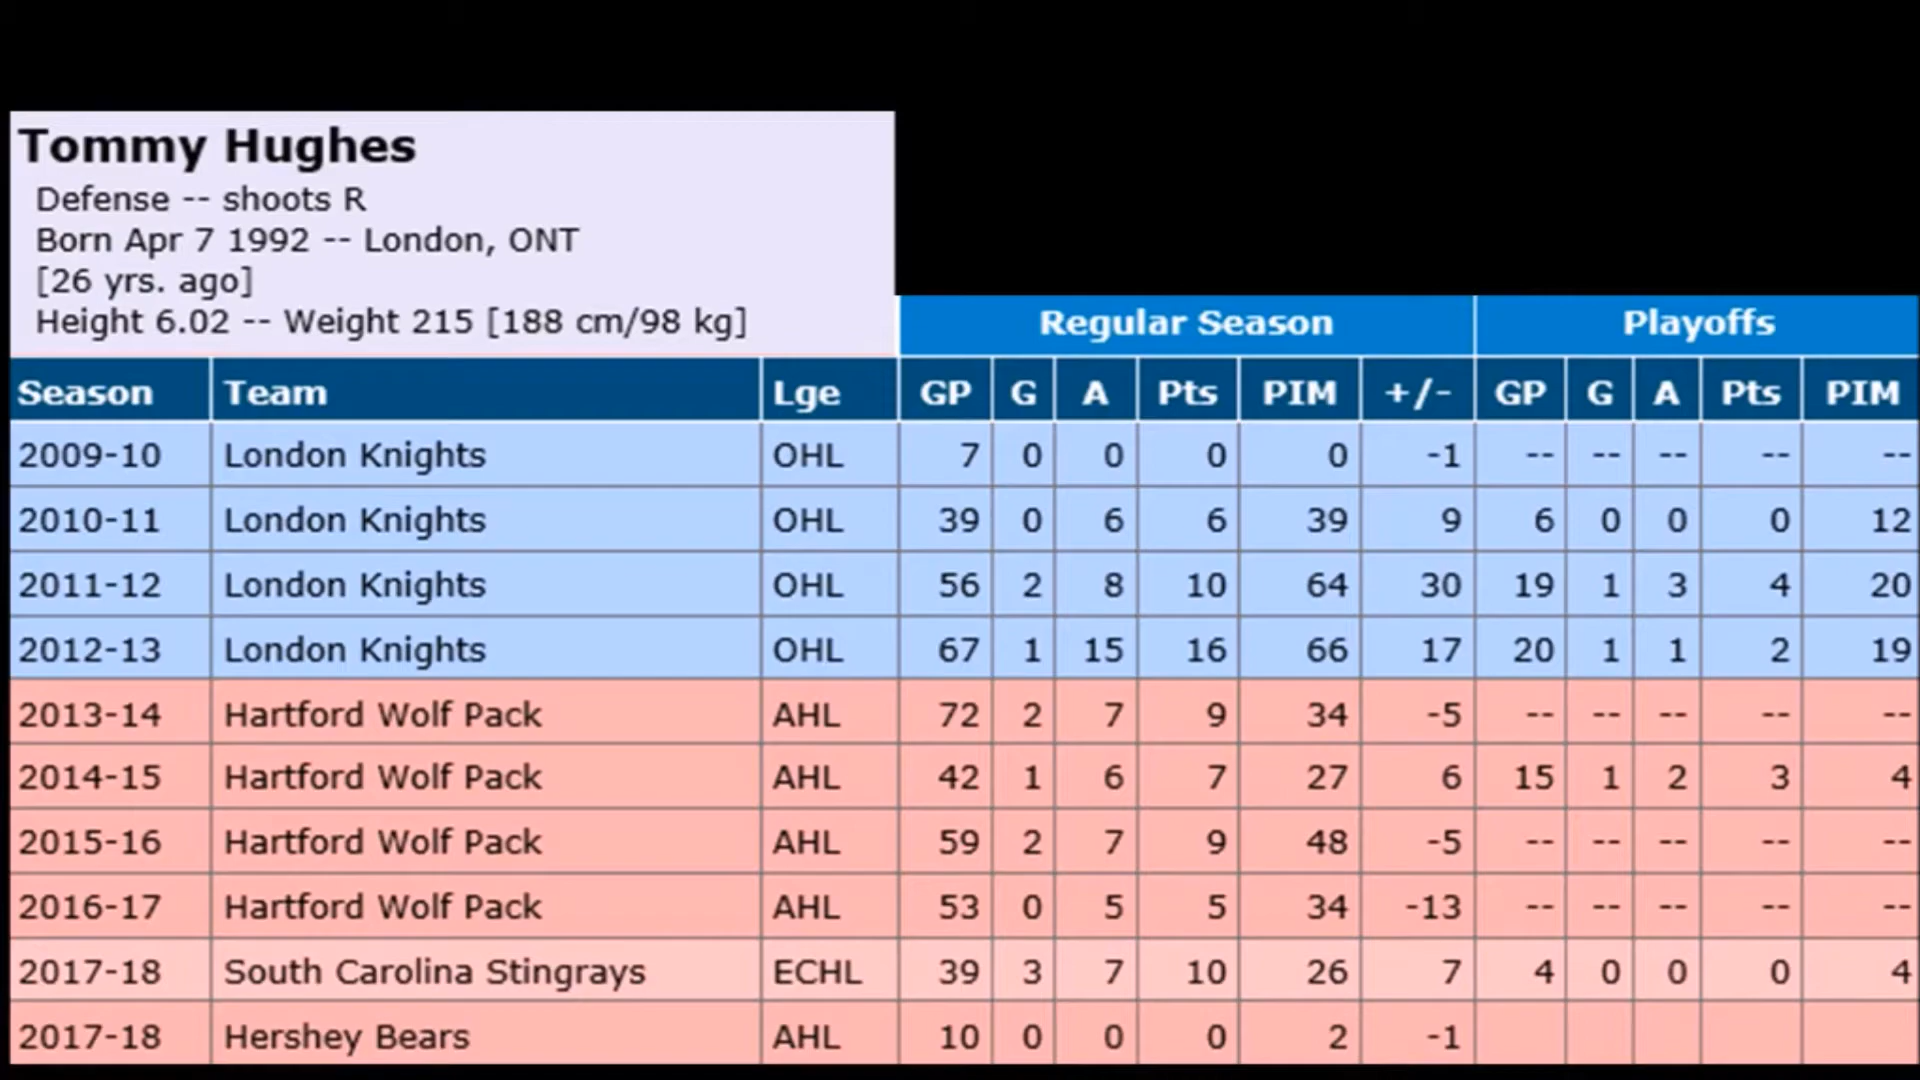 Tommy Hughes
Defense -- shoots R
Born Apr 7 1992 -- London, ONT
[26 yrs. ago]
Height 6.02 -- Weight 215 [188 cm/98 kg]
Regular Season Playoffs
Season Team Lge GP G A Pts PIM +/- GP G A Pts PIM
2009-10 London Knights OHL 7 0 0 0 0 -1 -- -- -- -- --
2010-11 London Knights OHL 39 0 6 6 39 9 6 0 0 0 12
2011-12 London Knights OHL 56 2 8 10 64 30 19 1 3 4 20
2012-13 London Knights OHL 67 1 15 16 66 17 20 1 1 2 19
2013-14 Hartford Wolf Pack AHL 72 2 7 9 34 -5 -- -- -- -- --
2014-15 Hartford Wolf Pack AHL 42 1 6 7 27 6 15 1 2 3 4
2015-16 Hartford Wolf Pack AHL 59 2 7 9 48 -5 -- -- -- -- --
2016-17 Hartford Wolf Pack AHL 53 0 5 5 34 -13 -- -- -- -- --
2017-18 South Carolina Stingrays ECHL 39 3 7 10 26 7 4 0 0 0 4
2017-18 Hershey Bears AHL 10 0 0 0 2 -1